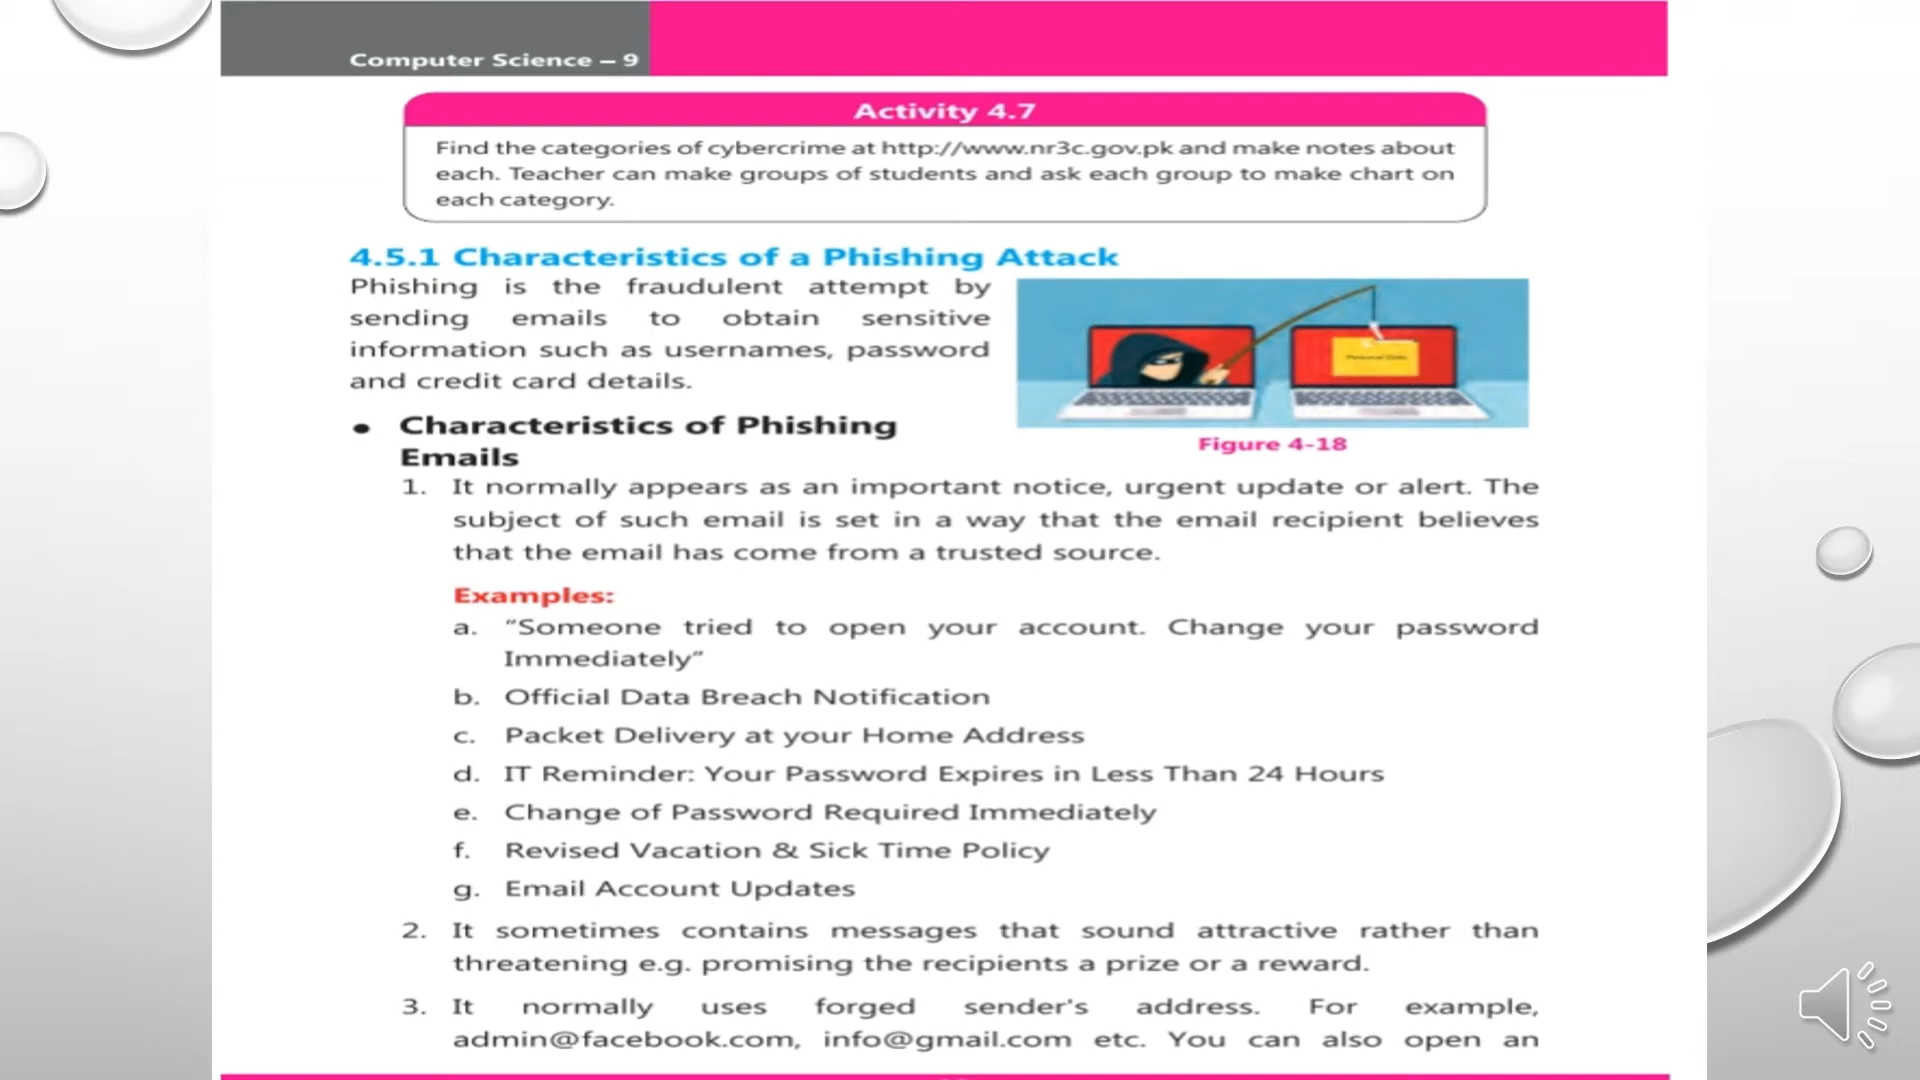 Computer Science – 9
Activity 4.7
Find the categories of cybercrime at http://www.nr3c.gov.pk and make notes about
each. Teacher can make groups of students and ask each group to make chart on
each category.
4.5.1 Characteristics of a Phishing Attack
Phishing is the fraudulent attempt by
sending emails to obtain sensitive
information such as usernames, password
and credit card details.
Personal Data
Figure 4-18
• Characteristics of Phishing
Emails
1. It normally appears as an important notice, urgent update or alert. The
subject of such email is set in a way that the email recipient believes
that the email has come from a trusted source.
Examples:
a. “Someone tried to open your account. Change your password
Immediately”
b. Official Data Breach Notification
c. Packet Delivery at your Home Address
d. IT Reminder: Your Password Expires in Less Than 24 Hours
e. Change of Password Required Immediately
f. Revised Vacation & Sick Time Policy
g. Email Account Updates
2. It sometimes contains messages that sound attractive rather than
threatening e.g. promising the recipients a prize or a reward.
3. It normally uses forged sender's address. For example,
admin@facebook.com, info@gmail.com etc. You can also open an